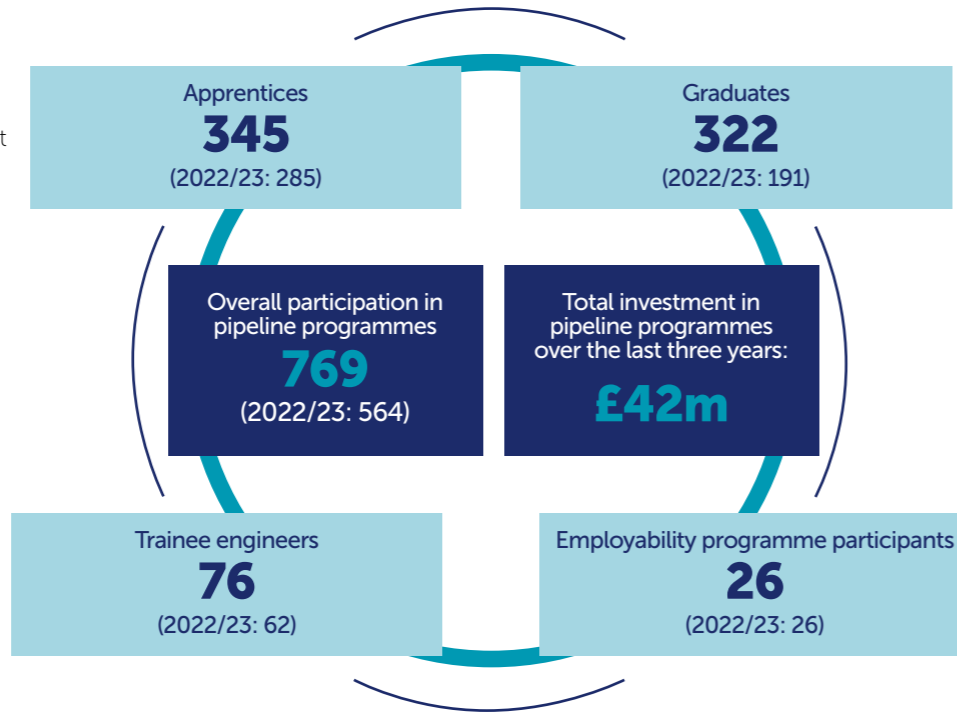 Apprentices
345
(2022/23: 285)
Graduates
322
(2022/23: 191)
Overall participation in
pipeline programmes
769
(2022/23: 564)
Total investment in
pipeline programmes
over the last three years:
£42m
Trainee engineers
76
(2022/23: 62)
Employability programme participants
26
(2022/23: 26)